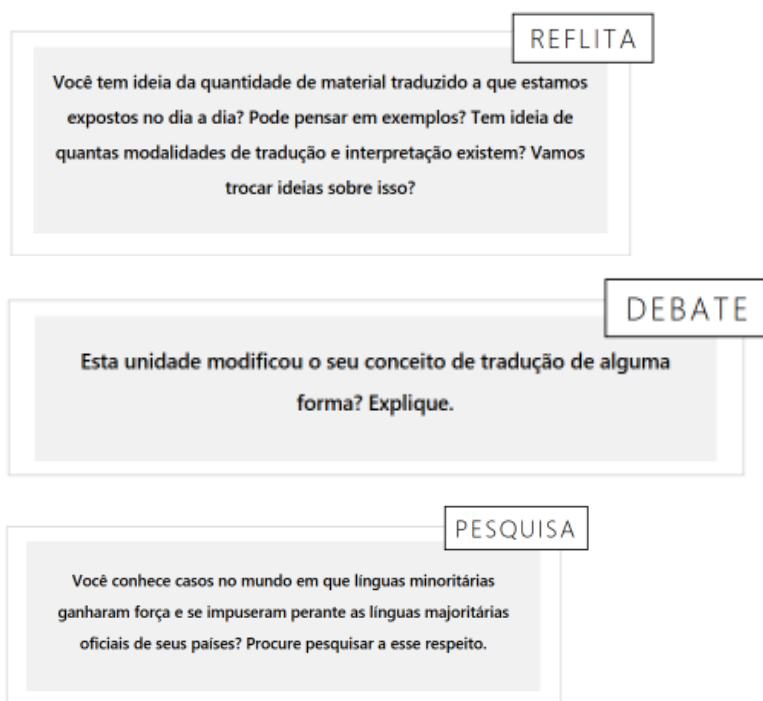 REFLITA
Você tem ideia da quantidade de material traduzido a que estamos
expostos no dia a dia? Pode pensar em exemplos? Tem ideia de
quantas modalidades de tradução e interpretação existem? Vamos
trocar ideias sobre isso?
DEBATE
Esta unidade modificou o seu conceito de tradução de alguma
forma? Explique.
PESQUISA
Você conhece casos no mundo em que línguas minoritárias
ganharam força e se impuseram perante as línguas majoritárias
oficiais de seus países? Procure pesquisar a esse respeito.